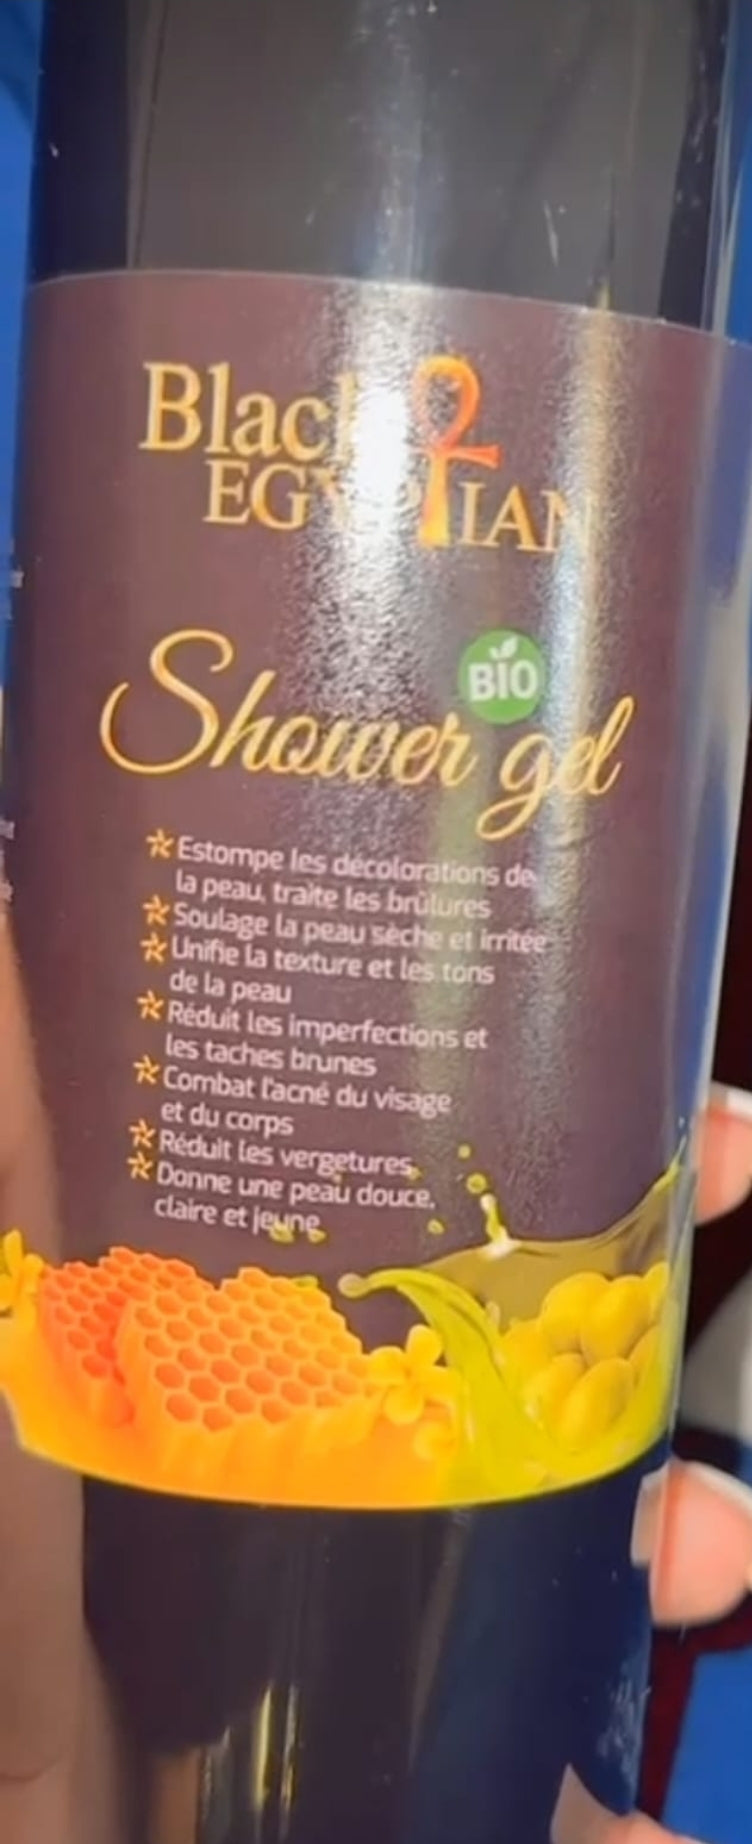 Black
EGYPTIAN
BIO
Shower gel
Estompe les décolorations de
la peau, traite les brûlures
Soulage la peau sèche et irritée
Unifie la texture et les tons
de la peau
Réduit les imperfections et
les taches brunes
Combat l'acné du visage
et du corps
Réduit les vergetures
Donne une peau douce,
claire et jeune